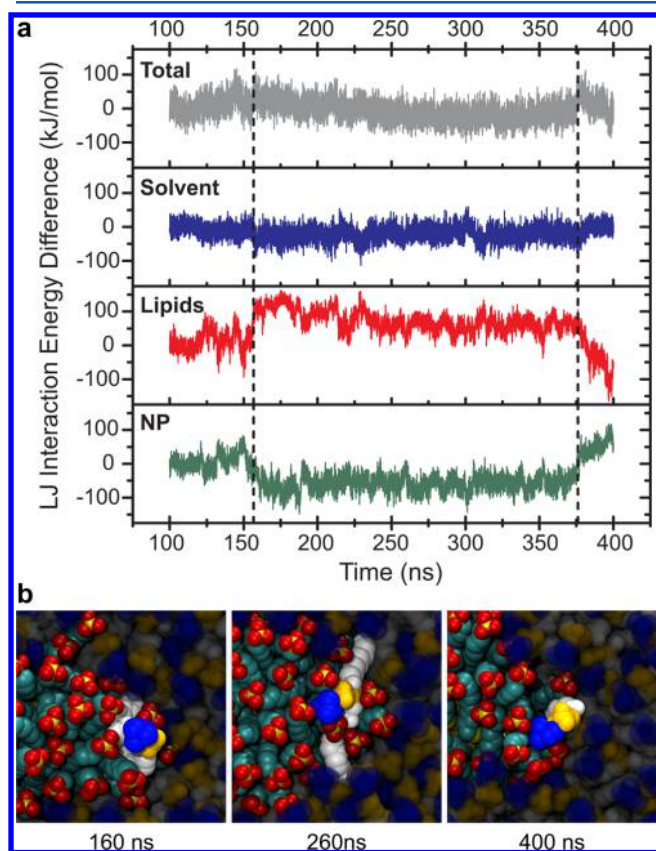 a
100 150 200 250 300 350 400
Total
100
0
-100
Solvent
100
0
-100
Lipids
100
0
-100
NP
100
0
-100
LJ Interaction Energy Difference (kJ/mol)
100 150 200 250 300 350 400
Time (ns)
b
160 ns 260ns 400 ns